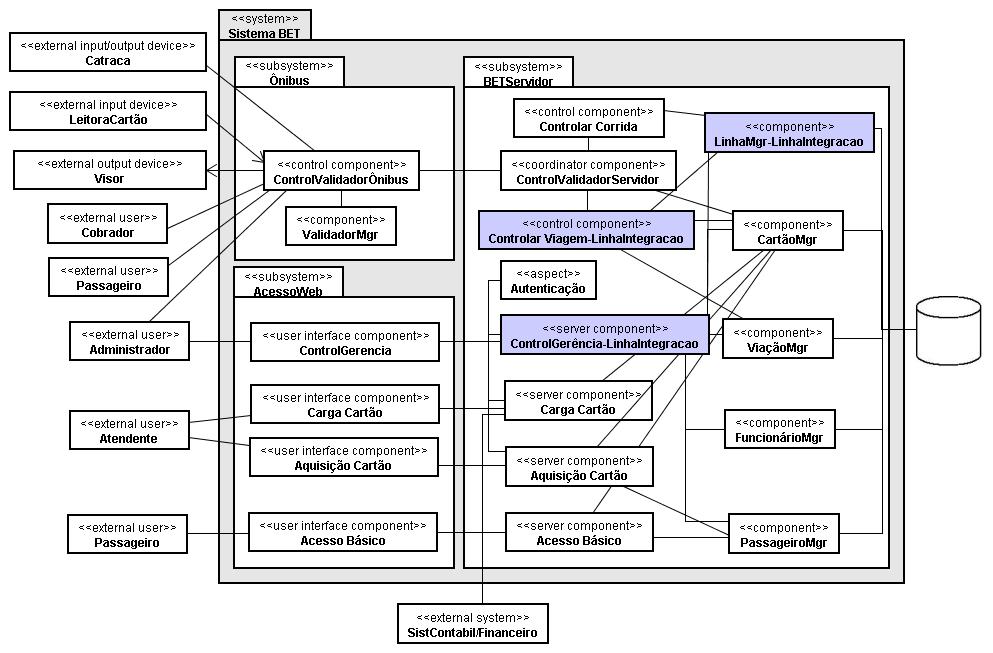 <<system>>
Sistema BET
<<external input/output device>>
Catraca
<<external input device>>
LeitoraCartão
<<external output device>>
Visor
<<external user>>
Cobrador
<<external user>>
Passageiro
<<external user>>
Administrador
<<external user>>
Atendente
<<external user>>
Passageiro
<<subsystem>>
Ônibus
<<control component>>
ControlValidadorÔnibus
<<component>>
ValidadorMgr
<<subsystem>>
AcessoWeb
<<user interface component>>
ControlGerencia
<<user interface component>>
Carga Cartão
<<user interface component>>
Aquisição Cartão
<<user interface component>>
Acesso Básico
<<subsystem>>
BETServidor
<<control component>>
Controlar Corrida
<<component>>
LinhaMgr-LinhaIntegracao
<<coordinator component>>
ControlValidadorServidor
<<control component>>
Controlar Viagem-LinhaIntegracao
<<component>>
CartãoMgr
<<aspect>>
Autenticação
<<server component>>
ControlGerência-LinhaIntegracao
<<component>>
ViaçãoMgr
<<server component>>
Carga Cartão
<<component>>
FuncionárioMgr
<<server component>>
Aquisição Cartão
<<server component>>
Acesso Básico
<<component>>
PassageiroMgr
<<external system>>
SistContabil/Financeiro